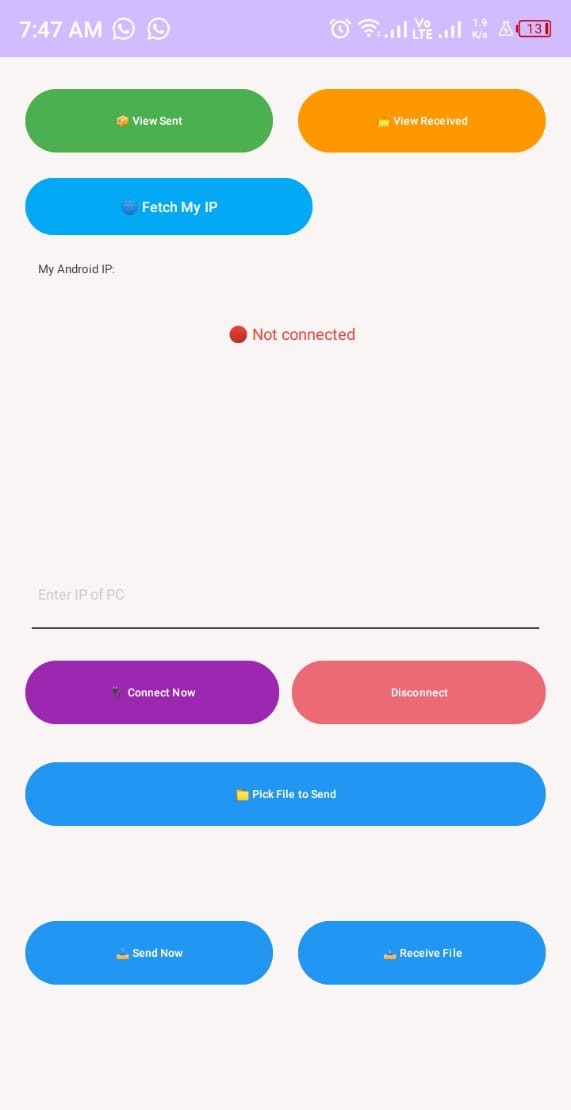 7:47 AM Vo LTE 1.9 K/s 13
📦 View Sent
📁 View Received
🌐 Fetch My IP
My Android IP:
🔴 Not connected
Enter IP of PC
🔌 Connect Now
Disconnect
📁 Pick File to Send
📤 Send Now
📥 Receive File